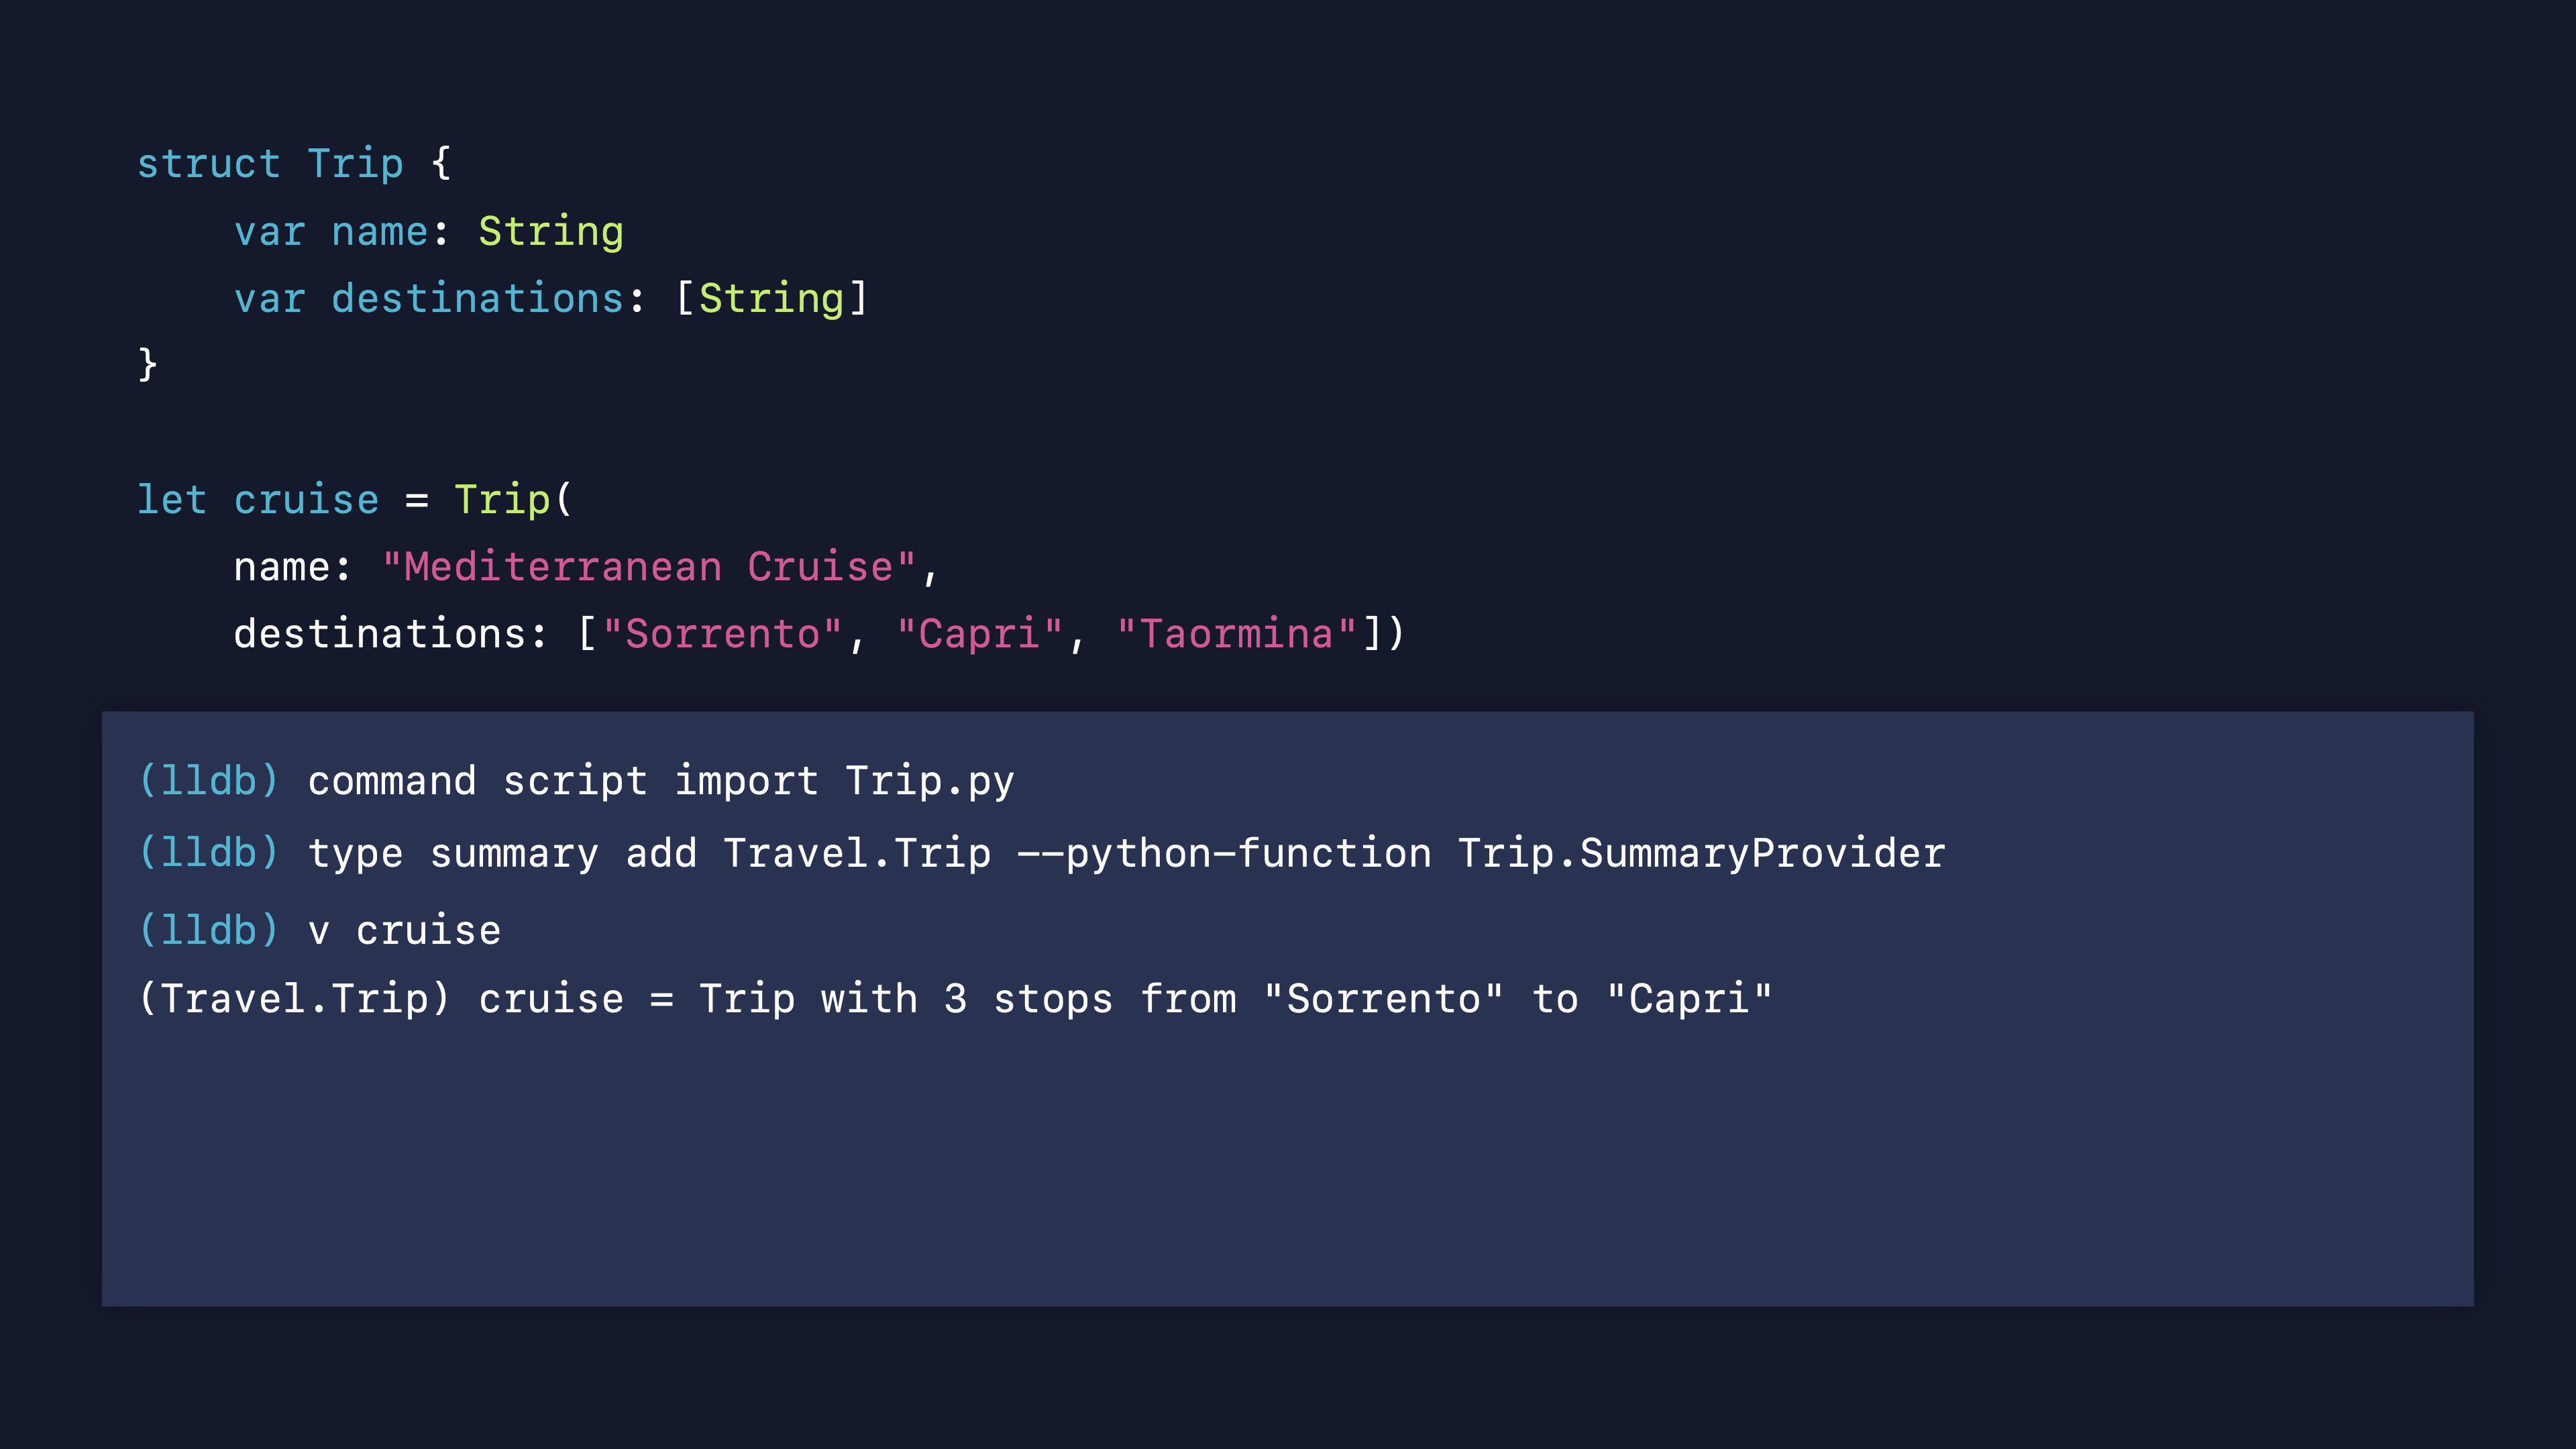 struct Trip {
    var name: String
    var destinations: [String]
}
let cruise = Trip(
    name: "Mediterranean Cruise",
    destinations: ["Sorrento", "Capri", "Taormina"])
(lldb) command script import Trip.py
(lldb) type summary add Travel.Trip --python-function Trip.SummaryProvider
(lldb) v cruise
(Travel.Trip) cruise = Trip with 3 stops from "Sorrento" to "Capri"